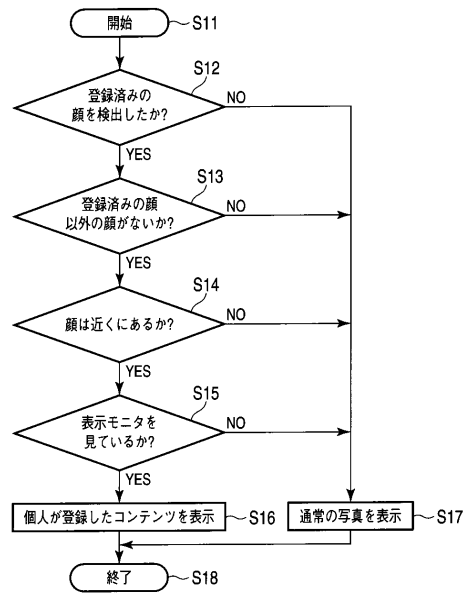 開始 S11
S12
登録済みの
顔を検出したか?
NO
YES
S13
登録済みの顔
以外の顔がないか?
NO
YES
S14
顔は近くにあるか?
NO
YES
S15
表示モニタを
見ているか?
NO
YES
個人が登録したコンテンツを表示 S16
通常の写真を表示 S17
終了 S18